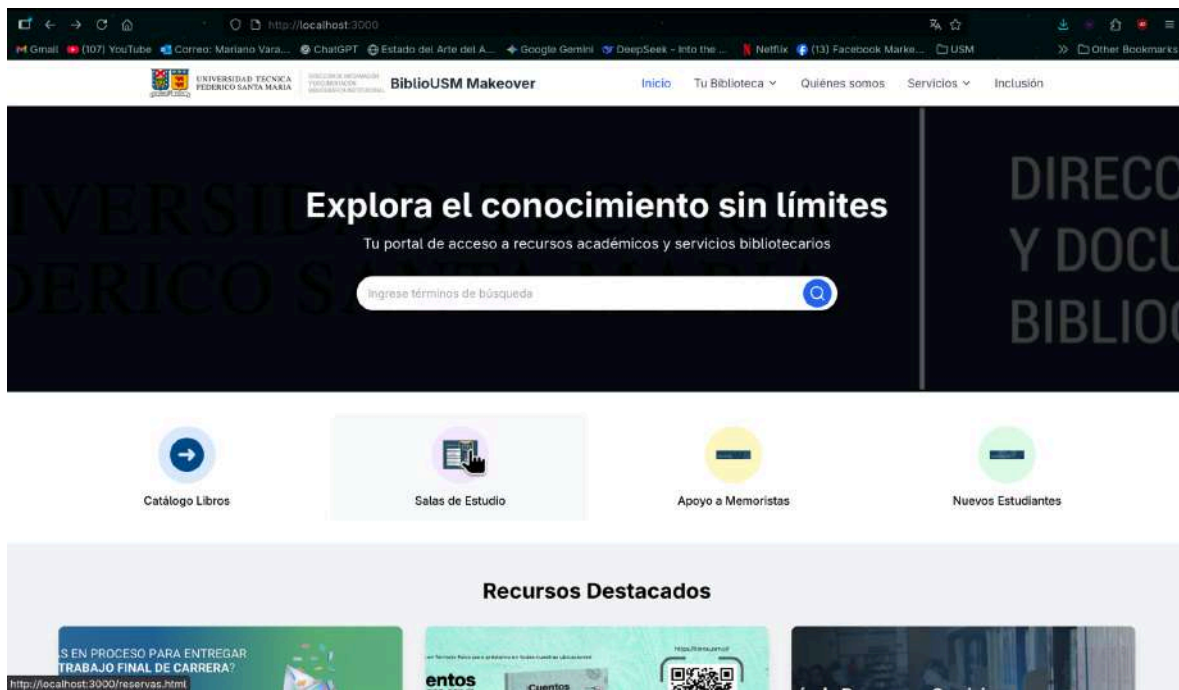 http://localhost:3000
Gmail
(107) YouTube
Correo: Mariano Vara...
ChatGPT
Estado del Arte del A...
Google Gemini
DeepSeek - Into the ...
Netflix
(13) Facebook Marke...
USM
Other Bookmarks
UNIVERSIDAD TECNICA
FEDERICO SANTA MARIA
BiblioUSM Makeover
Inicio
Tu Biblioteca
Quiénes somos
Servicios
Inclusión
Explora el conocimiento sin límites
Tu portal de acceso a recursos académicos y servicios bibliotecarios
Ingrese términos de búsqueda
DIRECC
Y DOCU
BIBLIO
Catálogo Libros
Salas de Estudio
Apoyo a Memoristas
Nuevos Estudiantes
Recursos Destacados
S EN PROCESO PARA ENTREGAR
TRABAJO FINAL DE CARRERA?
entos
Cuentos
http://localhost:3000/reservas.html